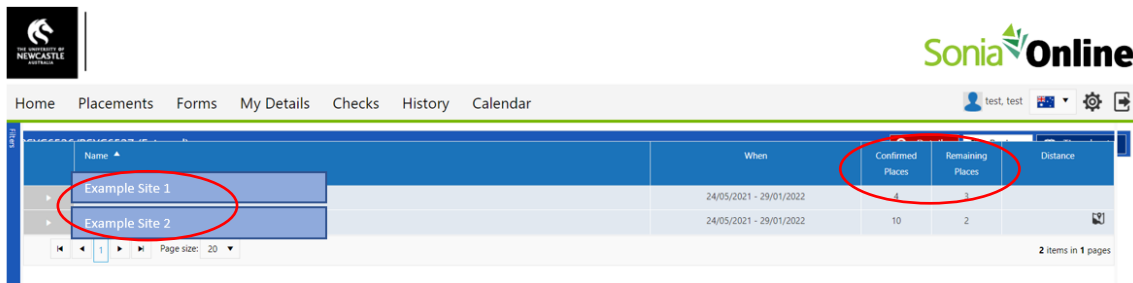 THE UNIVERSITY OF
NEWCASTLE
AUSTRALIA
Sonia Online
Home Placements Forms My Details Checks History Calendar test, test
Filters
Name When Confirmed Places Remaining Places Distance
Example Site 1 24/05/2021 - 29/01/2022 4 3
Example Site 2 24/05/2021 - 29/01/2022 10 2
1 Page size: 20 2 items in 1 pages